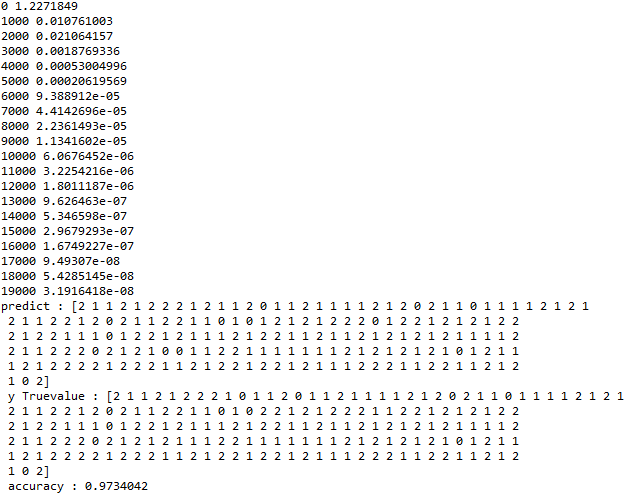 0 1.2271849
1000 0.010761003
2000 0.021064157
3000 0.0018769336
4000 0.00053004996
5000 0.00020619569
6000 9.388912e-05
7000 4.4142696e-05
8000 2.2361493e-05
9000 1.1341602e-05
10000 6.0676452e-06
11000 3.2254216e-06
12000 1.8011187e-06
13000 9.626463e-07
14000 5.346598e-07
15000 2.9679293e-07
16000 1.6749227e-07
17000 9.49307e-08
18000 5.4285145e-08
19000 3.1916418e-08
predict : [2 1 1 2 1 2 2 2 1 2 1 1 2 0 1 1 2 1 1 1 1 2 1 2 0 2 1 1 0 1 1 1 1 2 1 2 1
2 1 1 2 2 1 2 0 2 1 1 2 2 1 1 0 1 0 1 2 1 2 1 2 2 2 0 1 2 2 1 2 1 2 1 2 2
2 1 2 2 1 1 1 0 1 2 2 1 2 2 1 2 2 1 1 1 1 2 1 1 2 1 2 2 1 2 1 2 1 1 1 1 2
2 1 1 2 2 2 0 2 1 2 1 0 0 1 1 2 2 1 1 1 1 1 1 1 2 1 2 1 2 1 2 1 0 1 2 1 1
1 2 1 2 2 2 2 1 2 2 2 1 1 2 1 2 2 1 2 2 1 2 1 1 1 2 2 2 1 1 2 2 1 1 2 1 2
1 0 2]
y Truevalue : [2 1 1 2 1 2 2 2 1 0 1 1 2 0 1 1 2 1 1 1 1 2 1 2 0 2 1 1 0 1 1 1 1 2 1 2 1
2 1 1 2 2 1 2 0 2 1 1 2 2 1 1 0 1 0 2 2 1 2 1 2 2 2 1 1 2 2 1 2 1 2 1 2 2
2 1 2 2 1 1 1 0 1 2 2 1 2 2 1 2 2 1 1 1 1 2 1 1 2 1 2 2 1 2 1 2 1 1 1 1 2
2 1 1 2 2 2 0 2 1 2 1 2 1 1 1 2 2 1 1 1 1 1 1 1 2 1 2 1 2 1 2 1 0 1 2 1 1
1 2 1 2 2 2 2 1 2 2 2 1 1 2 1 2 2 1 2 2 1 2 1 1 1 2 2 2 1 1 2 2 1 1 2 1 2
1 0 2]
accuracy : 0.9734042